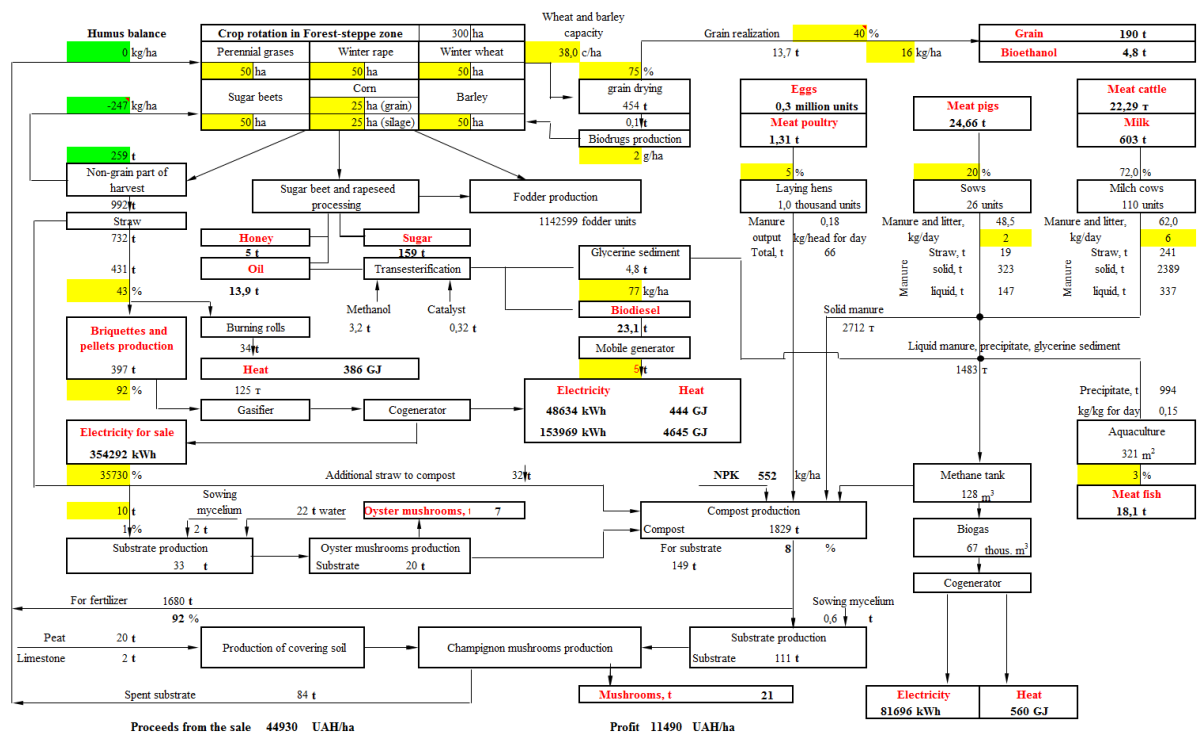 Humus balance
0 kg/ha
-247 kg/ha
259 t
Crop rotation in Forest-steppe zone 300 ha
Perennial grases Winter rape Winter wheat
50 ha 50 ha 50 ha
Sugar beets Corn Barley
25 ha (grain)
50 ha 25 ha (silage) 50 ha
Wheat and barley
capacity
38,0 c/ha
75 %
grain drying
454 t
0,1 t
Biodrugs production
2 g/ha
Grain realization 40 %
13,7 t 16 kg/ha
Grain 190 t
Bioethanol 4,8 t
Eggs
0,3 million units
Meat poultry
1,31 t
5 %
Laying hens
1,0 thousand units
Manure 0,18
output kg/head for day
Total, t 66
Meat pigs
24,66 t
20 %
Sows
26 units
Manure and litter, 48,5
kg/day 2
Straw, t 19
Manure
solid, t 323
liquid, t 147
Meat cattle
22,29 т
Milk
603 t
72,0 %
Milch cows
110 units
Manure and litter, 62,0
kg/day 6
Straw, t 241
Manure
solid, t 2389
liquid, t 337
Non-grain part of
harvest
992 t
Straw
732 t
431 t
43 %
Sugar beet and rapeseed
processing
Fodder production
1142599 fodder units
Honey
5 t
Sugar
159 t
Oil
13,9 t
Transesterification
Methanol
3,2 t
Catalyst
0,32 t
Glycerine sediment
4,8 t
77 kg/ha
Biodiesel
23,1 t
Mobile generator
5 t
Solid manure
2712 т
Liquid manure, precipitate, glycerine sediment
1483 т
Briquettes and
pellets production
397 t
92 %
Burning rolls
34 t
Heat 386 GJ
125 т
Gasifier
Cogenerator
Electricity Heat
48634 kWh 444 GJ
153969 kWh 4645 GJ
Precipitate, t 994
kg/kg for day 0,15
Aquaculture
321 m²
3 %
Meat fish
18,1 t
Electricity for sale
354292 kWh
35730 %
Additional straw to compost 32 t
NPK 552 kg/ha
Methane tank
128 m³
Biogas
67 thous. m³
Cogenerator
10 t
1 %
Sowing
mycelium
2 t
22 t water
Oyster mushrooms, t 7
Substrate production
33 t
Oyster mushrooms production
Substrate 20 t
Compost production
Compost 1829 t
For substrate 8 %
149 t
For fertilizer 1680 t
92 %
Sowing mycelium
0,6 t
Peat 20 t
Limestone 2 t
Production of covering soil
Champignon mushrooms production
Substrate production
Substrate 111 t
Spent substrate 84 t
Mushrooms, t 21
Electricity Heat
81696 kWh 560 GJ
Proceeds from the sale 44930 UAH/ha Profit 11490 UAH/ha